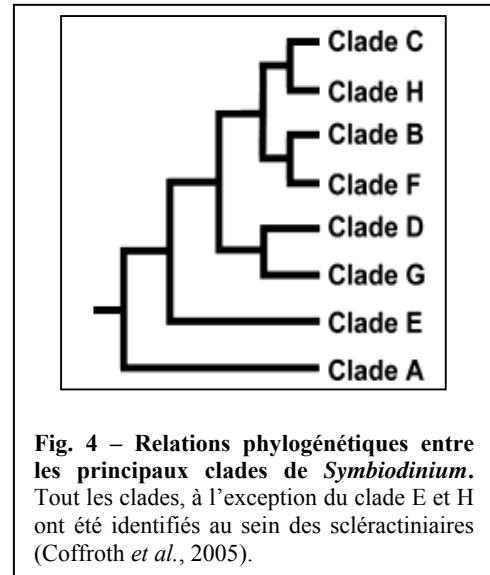 Clade C
Clade H
Clade B
Clade F
Clade D
Clade G
Clade E
Clade A
Fig. 4 – Relations phylogénétiques entre
les principaux clades de Symbiodinium.
Tout les clades, à l'exception du clade E et H
ont été identifiés au sein des scléractiniaires
(Coffroth et al., 2005).